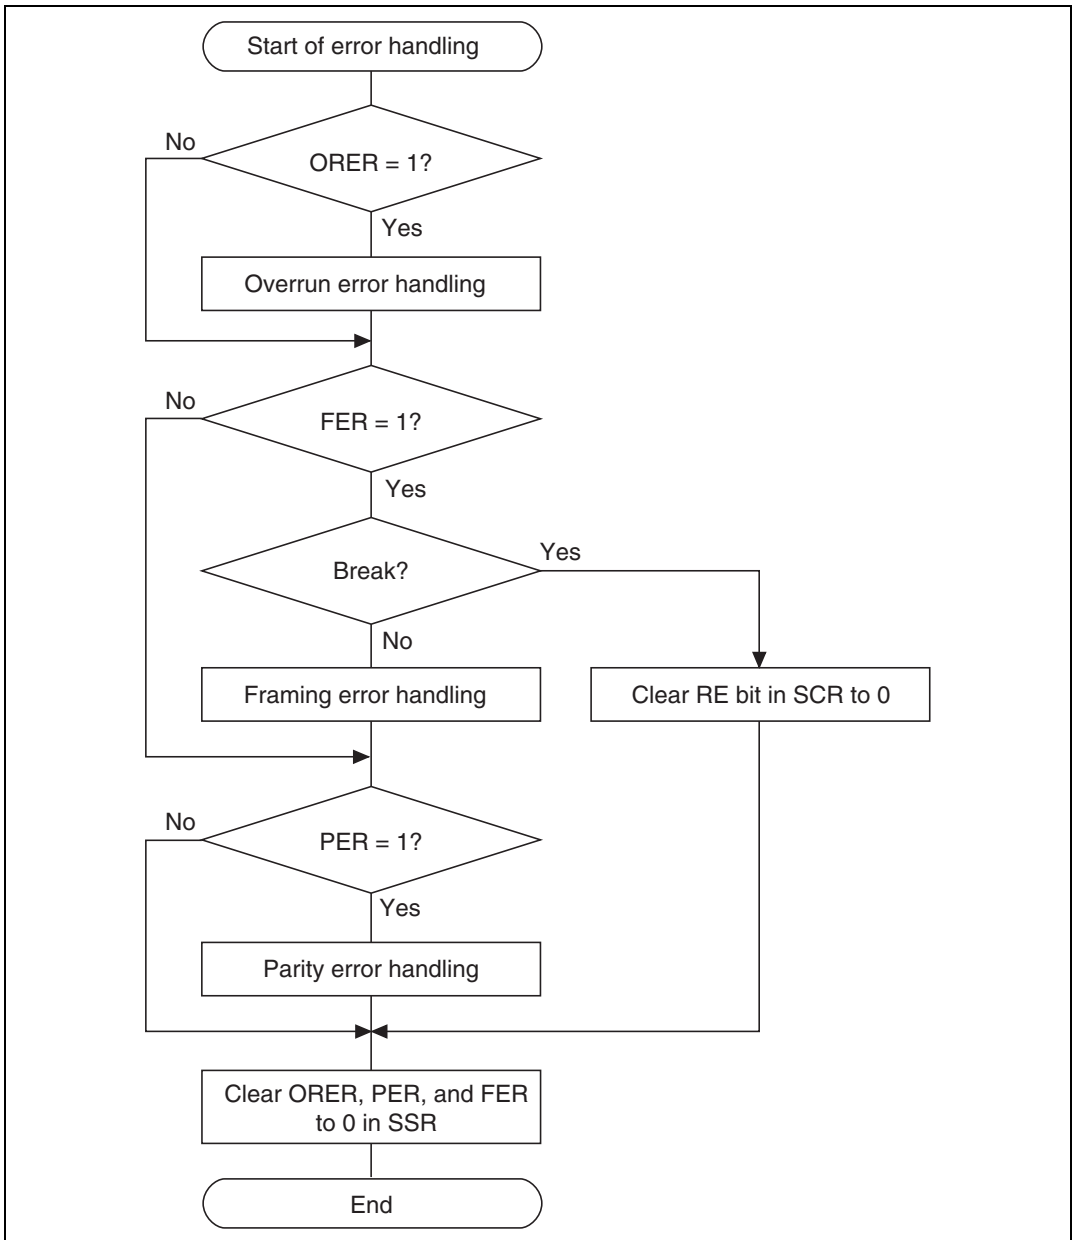 Start of error handling
No
ORER = 1?
Yes
Overrun error handling
No
FER = 1?
Yes
Yes
Break?
No
Framing error handling
Clear RE bit in SCR to 0
No
PER = 1?
Yes
Parity error handling
Clear ORER, PER, and FER
to 0 in SSR
End